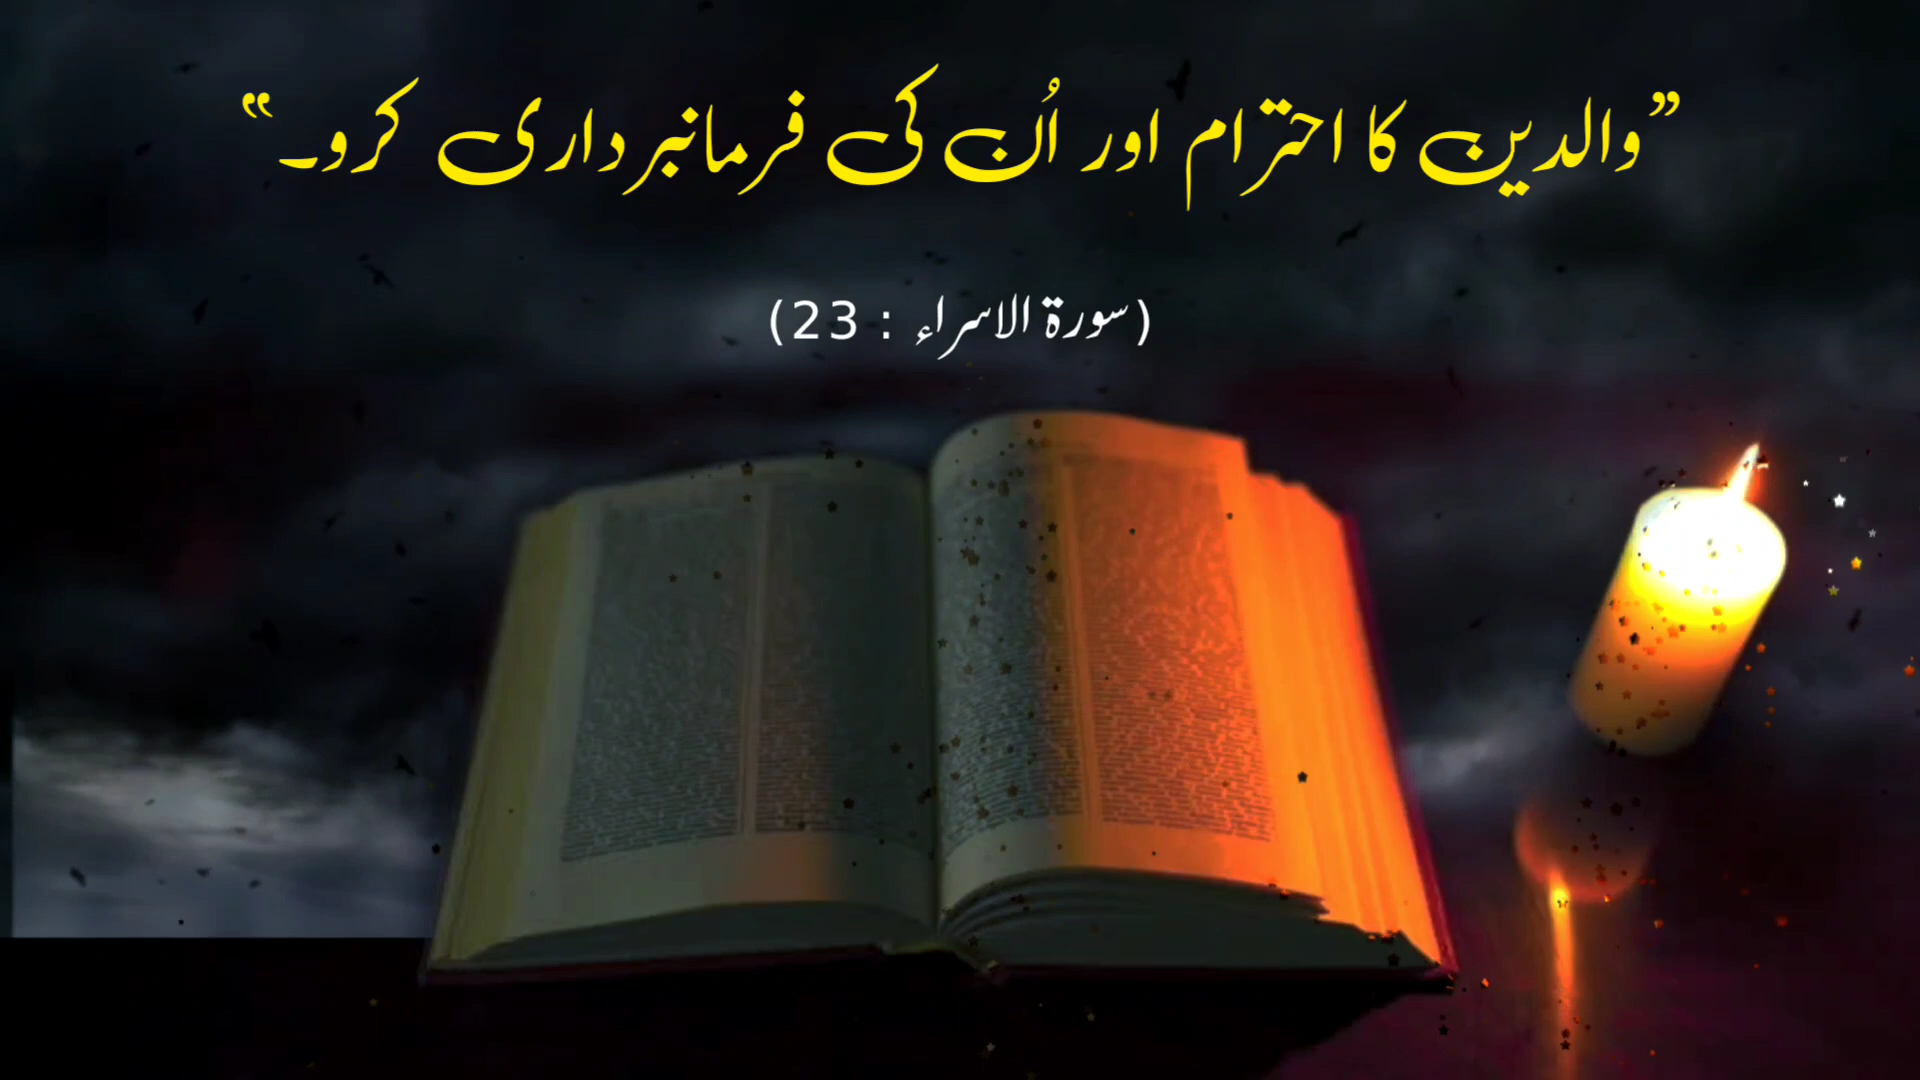 ”والدین کا احترام اور اُن کی فرمانبرداری کرو۔“
(سورۃ الاسراء : 23)